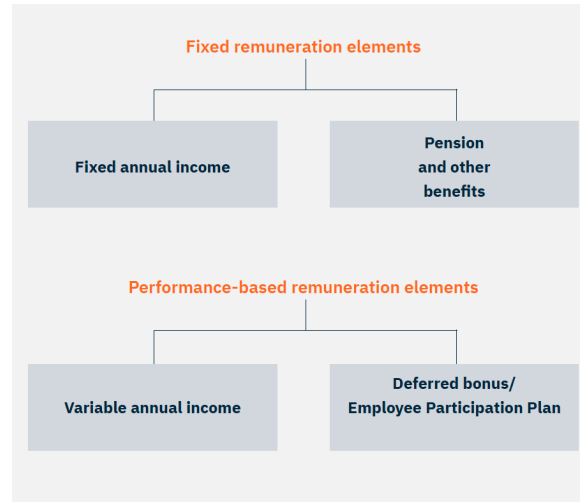 Fixed remuneration elements
Fixed annual income
Pension
and other
benefits
Performance-based remuneration elements
Variable annual income
Deferred bonus/
Employee Participation Plan